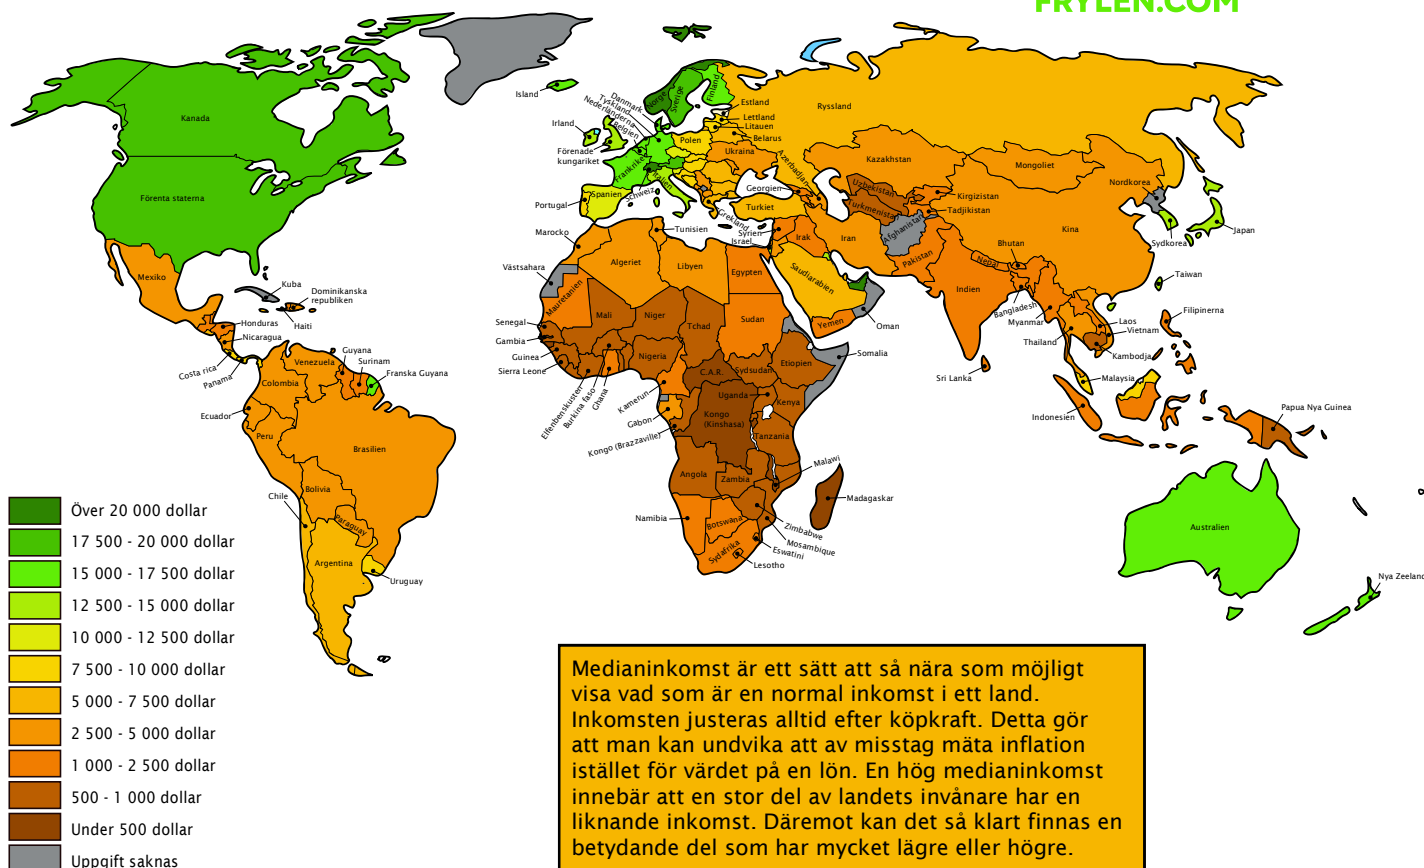 FRYLEN.COM
Kanada
Förenta staterna
Mexiko
Kuba
Dominikanska
republiken
Haiti
Honduras
Nicaragua
Costa rica
Panama
Venezuela
Guyana
Surinam
Franska Guyana
Colombia
Ecuador
Peru
Brasilien
Bolivia
Chile
Paraguay
Argentina
Uruguay
Island
Irland
Förenade
kungariket
Danmark
Tyskland
Nederländerna
Belgien
Frankrike
Norge
Sverige
Finland
Estland
Lettland
Litauen
Belarus
Polen
Ukraina
Ryssland
Spanien
Portugal
Schweiz
Italien
Grekland
Turkiet
Georgien
Azerbadjan
Kazakhstan
Uzbekistan
Turkmenistan
Kirgizistan
Tadjikistan
Afghanistan
Mongoliet
Kina
Nordkorea
Sydkorea
Japan
Taiwan
Marocko
Västsahara
Algeriet
Tunisien
Libyen
Egypten
Syrien
Israel
Irak
Iran
Saudiarabien
Yemen
Oman
Pakistan
Indien
Nepal
Bhutan
Bangladesh
Myanmar
Thailand
Laos
Vietnam
Kambodja
Filipinerna
Malaysia
Indonesien
Sri Lanka
Papua Nya Guinea
Mauretanien
Mali
Niger
Tchad
Sudan
Senegal
Gambia
Guinea
Sierra Leone
Elfenbenskusten
Burkina faso
Ghana
Nigeria
Kamerun
C.A.R.
Sydsudan
Etiopien
Somalia
Gabon
Kongo (Brazzaville)
Kongo
(Kinshasa)
Uganda
Kenya
Tanzania
Angola
Zambia
Malawi
Madagaskar
Namibia
Botswana
Zimbabwe
Mosambique
Eswatini
Lesotho
Sydafrika
Australien
Nya Zeeland
Över 20 000 dollar
17 500 - 20 000 dollar
15 000 - 17 500 dollar
12 500 - 15 000 dollar
10 000 - 12 500 dollar
7 500 - 10 000 dollar
5 000 - 7 500 dollar
2 500 - 5 000 dollar
1 000 - 2 500 dollar
500 - 1 000 dollar
Under 500 dollar
Uppgift saknas
Medianinkomst är ett sätt att så nära som möjligt
visa vad som är en normal inkomst i ett land.
Inkomsten justeras alltid efter köpkraft. Detta gör
att man kan undvika att av misstag mäta inflation
istället för värdet på en lön. En hög medianinkomst
innebär att en stor del av landets invånare har en
liknande inkomst. Däremot kan det så klart finnas en
betydande del som har mycket lägre eller högre.